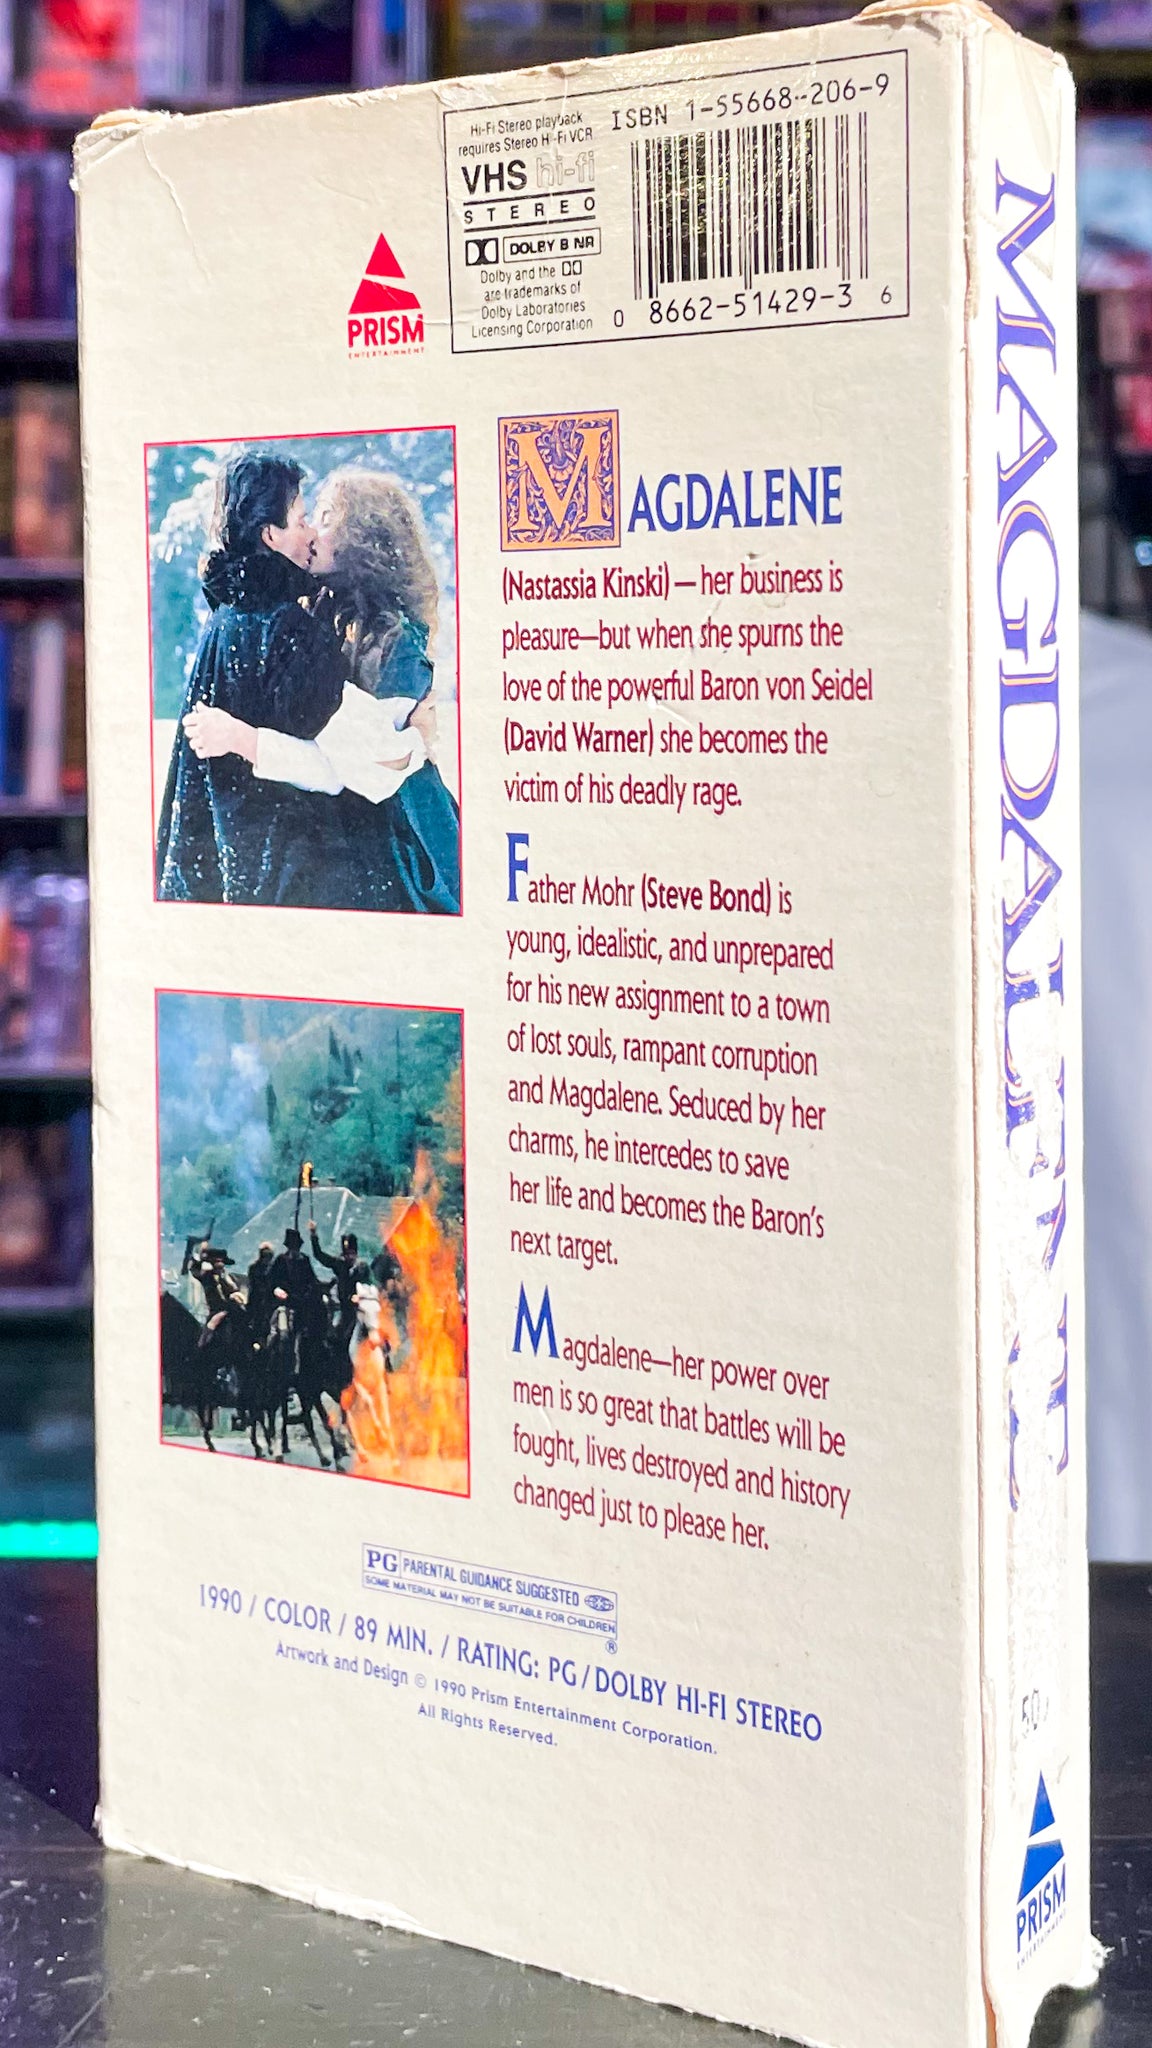 Hi-Fi Stereo playback
requires Stereo Hi-Fi VCR
VHS hi-fi
STEREO
DOLBY B NR
Dolby and the
are trademarks of
Dolby Laboratories
Licensing Corporation
ISBN 1-55668-206-9
0 8662-51429-3 6
PRISM
ENTERTAINMENT
MAGDALENE
(Nastassia Kinski) — her business is
pleasure—but when she spurns the
love of the powerful Baron von Seidel
(David Warner) she becomes the
victim of his deadly rage.
Father Mohr (Steve Bond) is
young, idealistic, and unprepared
for his new assignment to a town
of lost souls, rampant corruption
and Magdalene. Seduced by her
charms, he intercedes to save
her life and becomes the Baron's
next target.
Magdalene—her power over
men is so great that battles will be
fought, lives destroyed and history
changed just to please her.
PG PARENTAL GUIDANCE SUGGESTED
SOME MATERIAL MAY NOT BE SUITABLE FOR CHILDREN
®
1990 / COLOR / 89 MIN. / RATING: PG / DOLBY HI-FI STEREO
Artwork and Design © 1990 Prism Entertainment Corporation.
All Rights Reserved.
MAGDALENE
PRISM
ENTERTAINMENT